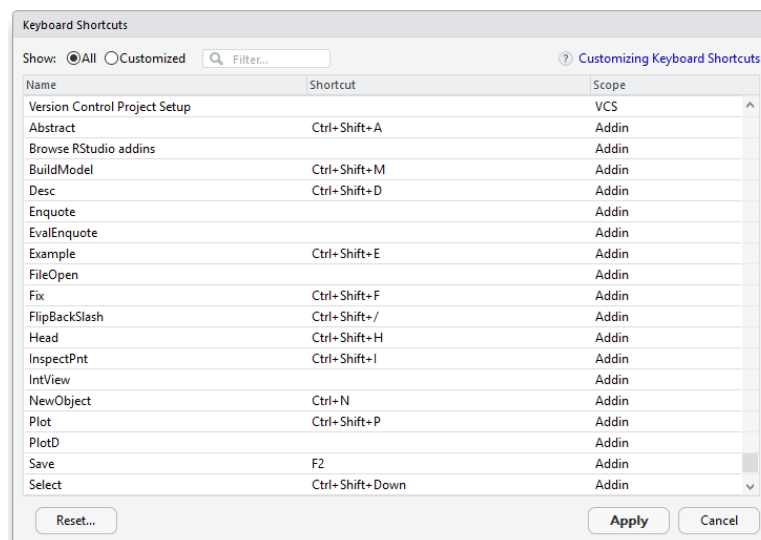 Keyboard Shortcuts
Show: All Customized Filter... ? Customizing Keyboard Shortcuts
Name Shortcut Scope
Version Control Project Setup VCS
Abstract Ctrl+Shift+A Addin
Browse RStudio addins Addin
BuildModel Ctrl+Shift+M Addin
Desc Ctrl+Shift+D Addin
Enquote Addin
EvalEnquote Addin
Example Ctrl+Shift+E Addin
FileOpen Addin
Fix Ctrl+Shift+F Addin
FlipBackSlash Ctrl+Shift+/ Addin
Head Ctrl+Shift+H Addin
InspectPnt Ctrl+Shift+I Addin
IntView Addin
NewObject Ctrl+N Addin
Plot Ctrl+Shift+P Addin
PlotD Addin
Save F2 Addin
Select Ctrl+Shift+Down Addin
Reset... Apply Cancel